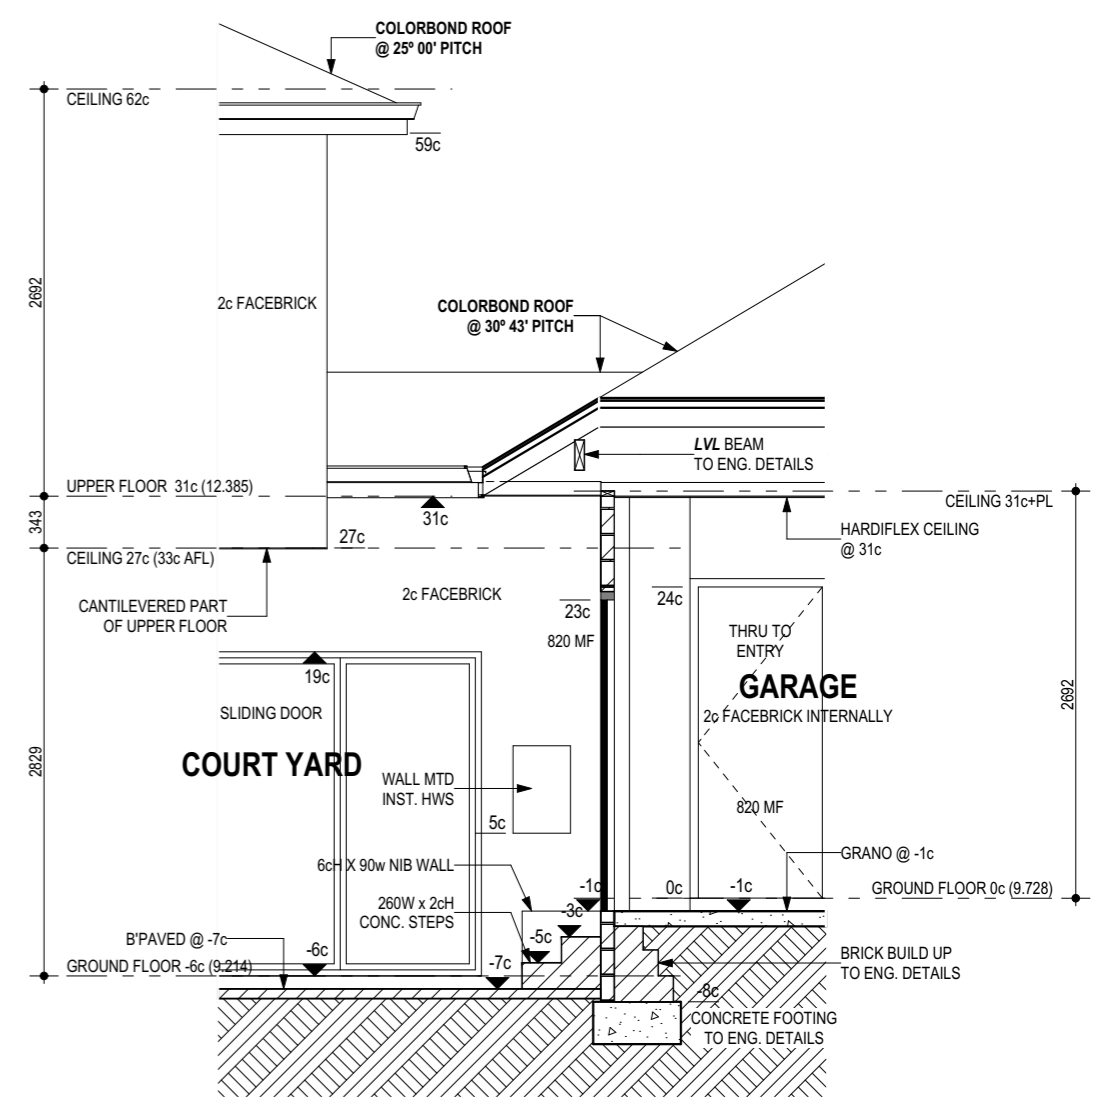 COLORBOND ROOF
@ 25º 00' PITCH
CEILING 62c
59c
2692
2c FACEBRICK
COLORBOND ROOF
@ 30º 43' PITCH
LVL BEAM
TO ENG. DETAILS
UPPER FLOOR 31c (12.385)
31c
CEILING 31c+PL
343
HARDIFLEX CEILING
@ 31c
27c
CEILING 27c (33c AFL)
2c FACEBRICK
CANTILEVERED PART
OF UPPER FLOOR
23c
24c
820 MF
THRU TO
ENTRY
19c
GARAGE
2c FACEBRICK INTERNALLY
2692
SLIDING DOOR
COURT YARD
2829
WALL MTD
INST. HWS
820 MF
5c
GRANO @ -1c
6cH X 90w NIB WALL
-1c
0c
-1c
GROUND FLOOR 0c (9.728)
260W x 2cH
CONC. STEPS
-3c
B'PAVED @ -7c
-6c
-5c
BRICK BUILD UP
TO ENG. DETAILS
GROUND FLOOR -6c (9.214)
-7c
-8c
CONCRETE FOOTING
TO ENG. DETAILS